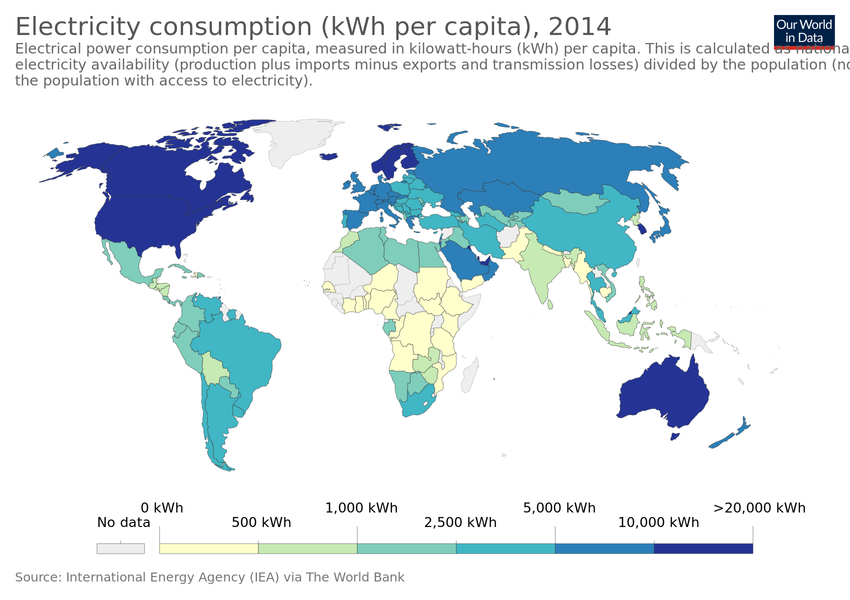 Electricity consumption (kWh per capita), 2014
Our World
in Data
Electrical power consumption per capita, measured in kilowatt-hours (kWh) per capita. This is calculated as nationa
electricity availability (production plus imports minus exports and transmission losses) divided by the population (no
the population with access to electricity).
0 kWh
1,000 kWh
5,000 kWh
>20,000 kWh
No data
500 kWh
2,500 kWh
10,000 kWh
Source: International Energy Agency (IEA) via The World Bank